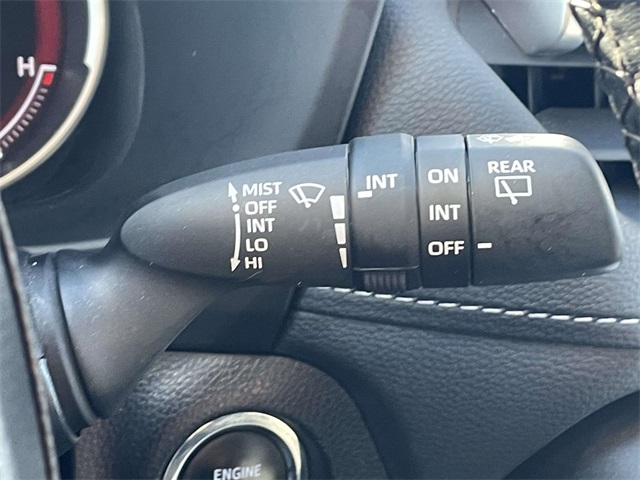 H
MIST
OFF
INT
LO
HI
INT
ON
INT
OFF
REAR
ENGINE